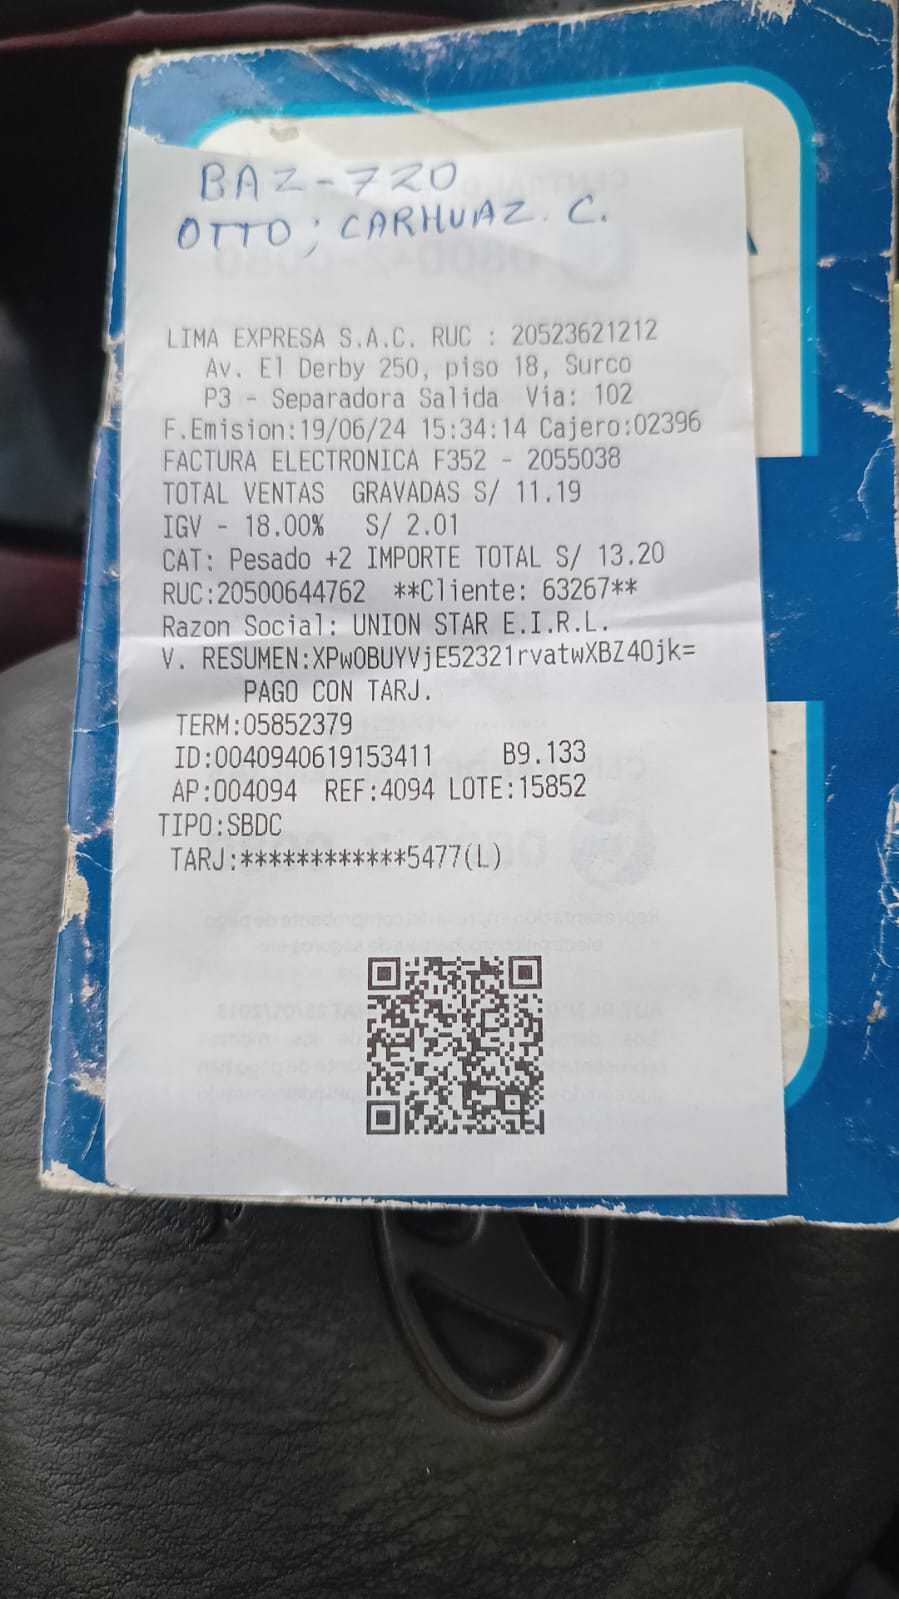 BAZ-720
OTTO; CARHUAZ. C.
LIMA EXPRESA S.A.C. RUC : 20523621212
Av. El Derby 250, piso 18, Surco
P3 - Separadora Salida Via: 102
F.Emision:19/06/24 15:34:14 Cajero:02396
FACTURA ELECTRONICA F352 - 2055038
TOTAL VENTAS GRAVADAS S/ 11.19
IGV - 18.00% S/ 2.01
CAT: Pesado +2 IMPORTE TOTAL S/ 13.20
RUC:20500644762 **Cliente: 63267**
Razon Social: UNION STAR E.I.R.L.
V. RESUMEN:XPwOBUYVjE52321rvatwXBZ4Ojk=
PAGO CON TARJ.
TERM:05852379
ID:0040940619153411 B9.133
AP:004094 REF:4094 LOTE:15852
TIPO:SBDC
TARJ:************5477(L)